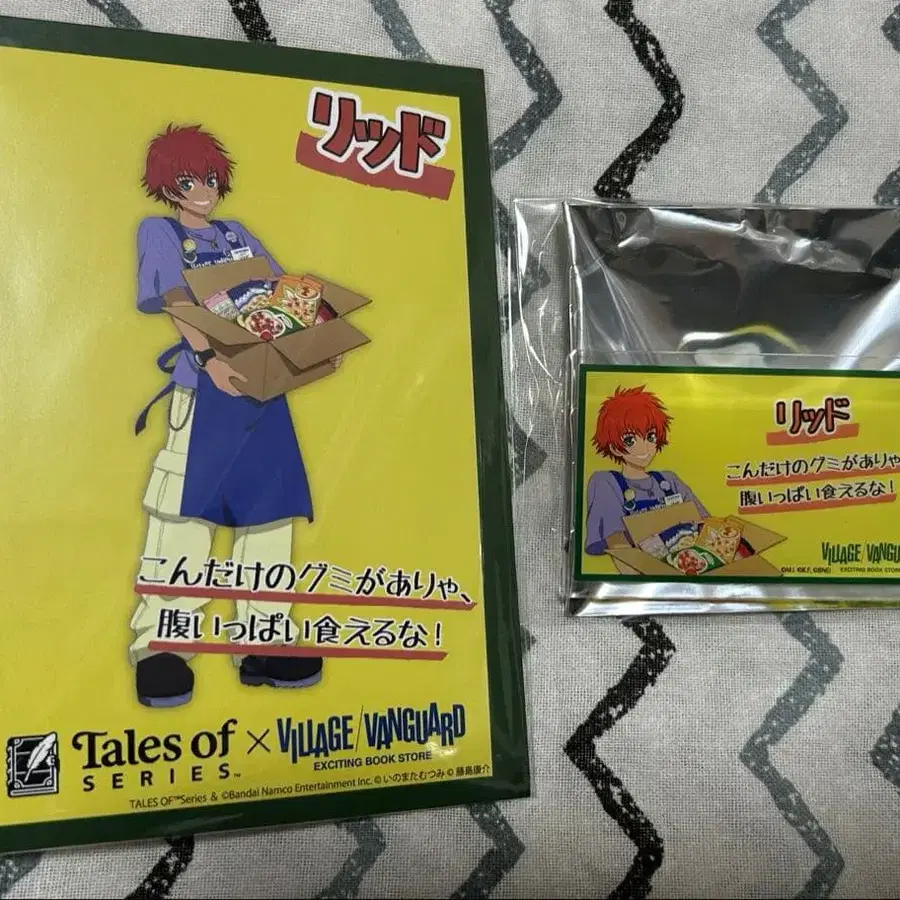 リッド
こんだけのグミがありゃ、
腹いっぱい食えるな!
Tales of
SERIES™
×
VILLAGE/VANGUARD
EXCITING BOOK STORE
TALES OF™Series & ©Bandai Namco Entertainment Inc. © いのまたむつみ © 藤島康介
リッド
こんだけのグミがありゃ
腹いっぱい食えるな!
VILLAGE/VANGU
EXCITING BOOK STORE
©M.I ©K.F. ©BNEI